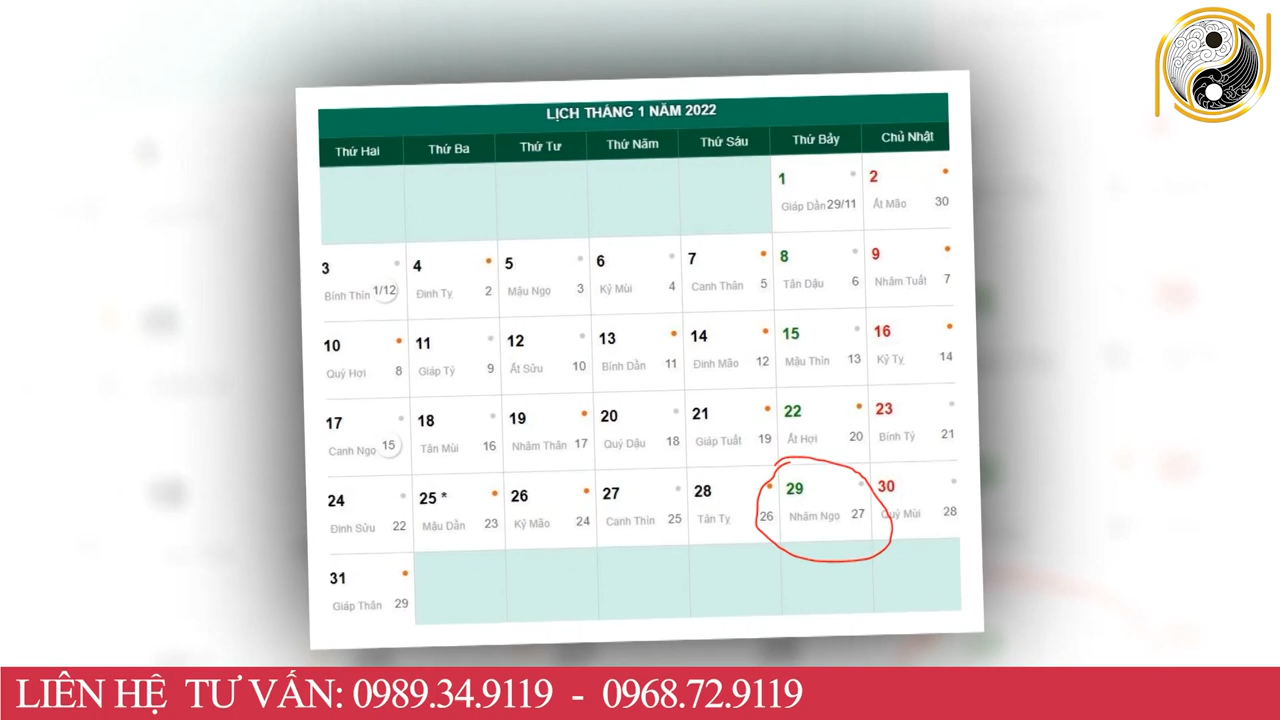 LỊCH THÁNG 1 NĂM 2022
Thứ Hai Thứ Ba Thứ Tư Thứ Năm Thứ Sáu Thứ Bảy Chủ Nhật
1 2
Giáp Dần 29/11 Ất Mão 30
3 4 5 6 7 8 9
Bính Thìn 1/12 Đinh Tỵ 2 Mậu Ngọ 3 Kỷ Mùi 4 Canh Thân 5 Tân Dậu 6 Nhâm Tuất 7
10 11 12 13 14 15 16
Quý Hợi 8 Giáp Tý 9 Ất Sửu 10 Bính Dần 11 Đinh Mão 12 Mậu Thìn 13 Kỷ Tỵ 14
17 18 19 20 21 22 23
Canh Ngọ 15 Tân Mùi 16 Nhâm Thân 17 Quý Dậu 18 Giáp Tuất 19 Ất Hợi 20 Bính Tý 21
24 25 * 26 27 28 29 30
Đinh Sửu 22 Mậu Dần 23 Kỷ Mão 24 Canh Thìn 25 Tân Tỵ 26 Nhâm Ngọ 27 Quý Mùi 28
31
Giáp Thân 29
LIÊN HỆ TƯ VẤN: 0989.34.9119 - 0968.72.9119